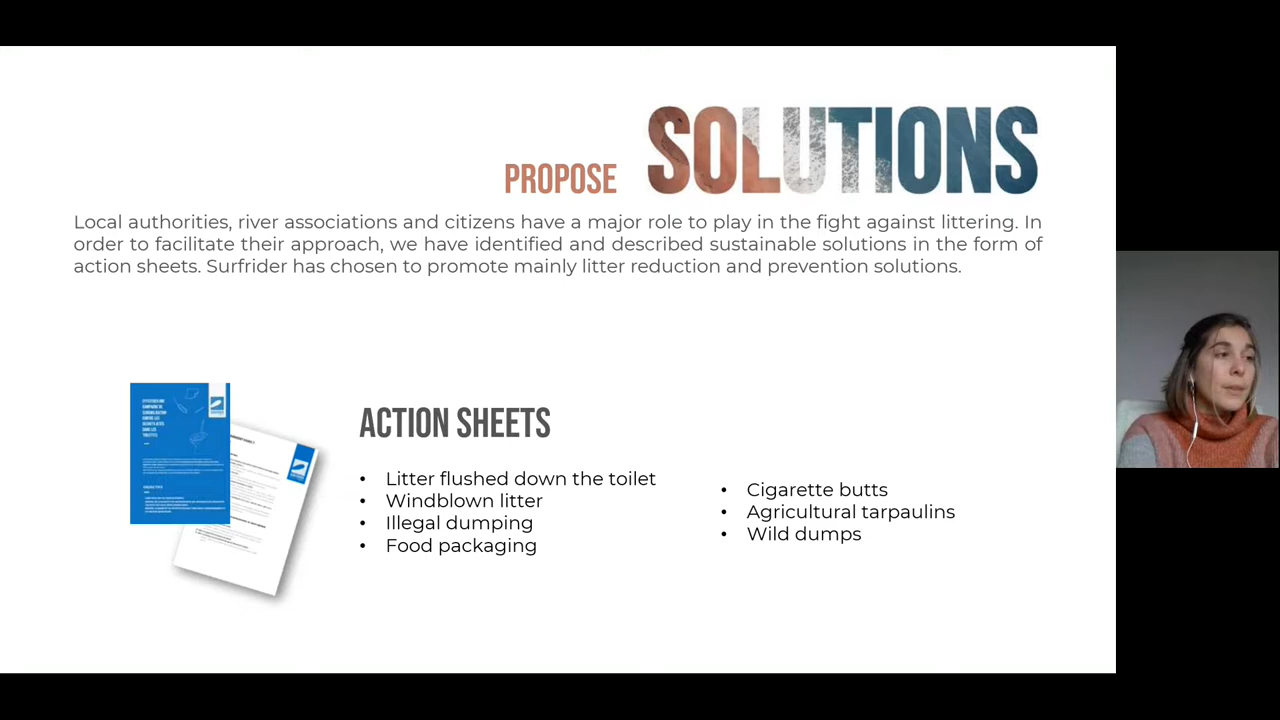 PROPOSE SOLUTIONS
Local authorities, river associations and citizens have a major role to play in the fight against littering. In
order to facilitate their approach, we have identified and described sustainable solutions in the form of
action sheets. Surfrider has chosen to promote mainly litter reduction and prevention solutions.
ACTION SHEETS
• Litter flushed down the toilet
• Windblown litter
• Illegal dumping
• Food packaging
• Cigarette butts
• Agricultural tarpaulins
• Wild dumps